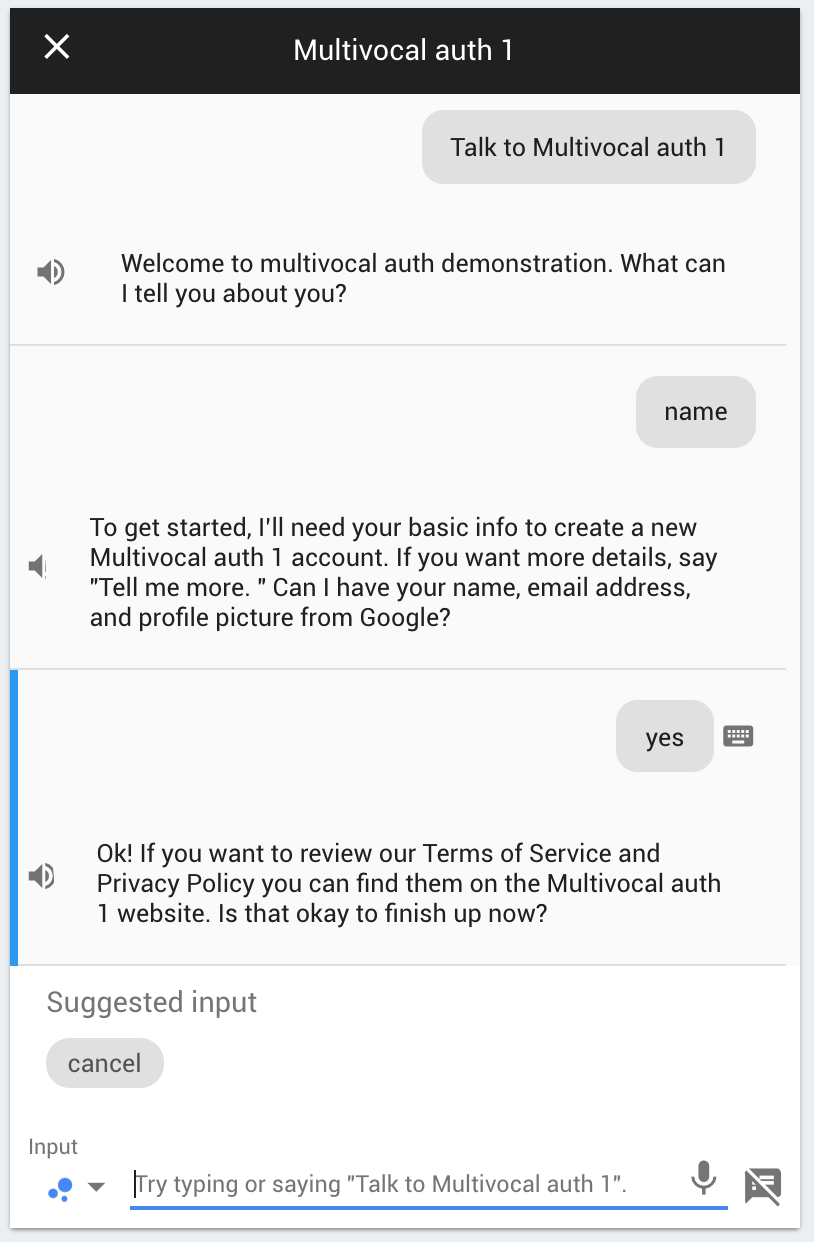 Multivocal auth 1
Talk to Multivocal auth 1
Welcome to multivocal auth demonstration. What can
I tell you about you?
name
To get started, I'll need your basic info to create a new
Multivocal auth 1 account. If you want more details, say
"Tell me more. " Can I have your name, email address,
and profile picture from Google?
yes
Ok! If you want to review our Terms of Service and
Privacy Policy you can find them on the Multivocal auth
1 website. Is that okay to finish up now?
Suggested input
cancel
Input
Try typing or saying "Talk to Multivocal auth 1".